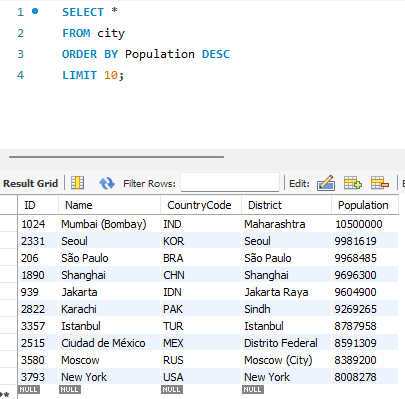 1 SELECT *
2 FROM city
3 ORDER BY Population DESC
4 LIMIT 10;
Result Grid Filter Rows: Edit:
ID Name CountryCode District Population
1024 Mumbai (Bombay) IND Maharashtra 10500000
2331 Seoul KOR Seoul 9981619
206 São Paulo BRA São Paulo 9968485
1890 Shanghai CHN Shanghai 9696300
939 Jakarta IDN Jakarta Raya 9604900
2822 Karachi PAK Sindh 9269265
3357 Istanbul TUR Istanbul 8787958
2515 Ciudad de México MEX Distrito Federal 8591309
3580 Moscow RUS Moscow (City) 8389200
3793 New York USA New York 8008278
NULL NULL NULL NULL NULL